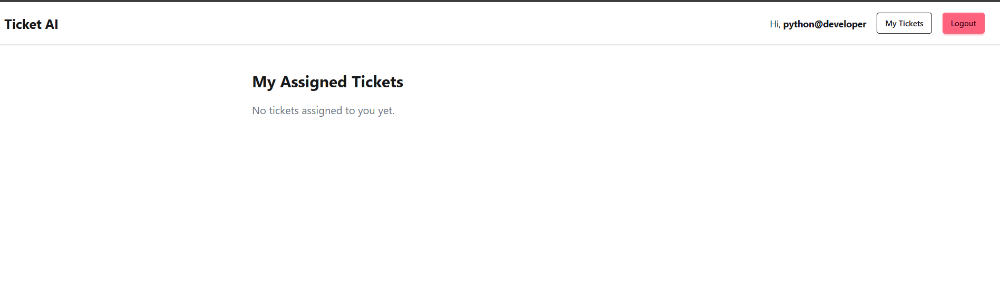 Ticket AI
Hi, python@developer
My Tickets
Logout
My Assigned Tickets
No tickets assigned to you yet.